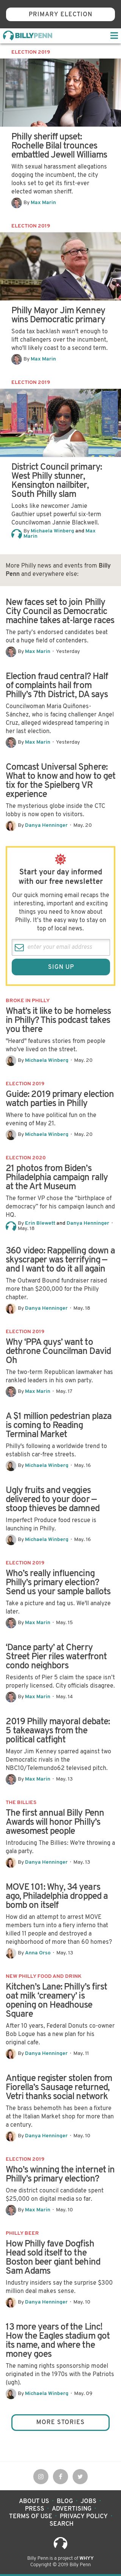 PRIMARY ELECTION
BILLYPENN
ELECTION 2019
Philly sheriff upset:
Rochelle Bilal trounces
embattled Jewell Williams
With sexual harassment allegations
dogging the incumbent, the city
looks set to get its first-ever
elected woman sheriff.
By Max Marin
ELECTION 2019
Philly Mayor Jim Kenney
wins Democratic primary
Soda tax backlash wasn't enough to
lift challengers over the incumbent,
who'll likely coast to a second term.
By Max Marin
ELECTION 2019
District Council primary:
West Philly stunner,
Kensington nailbiter,
South Philly slam
Looks like newcomer Jamie
Gauthier upset powerful six-term
Councilwoman Jannie Blackwell.
By Michaela Winberg and Max
Marin
More Philly news and events from Billy
Penn and everywhere else:
New faces set to join Philly
City Council as Democratic
machine takes at-large races
The party's endorsed candidates beat
out a huge field of contenders.
By Max Marin · Yesterday
Election fraud central? Half
of complaints hail from
Philly's 7th District, DA says
Councilwoman Maria Quiñones-
Sánchez, who is facing challenger Angel
Cruz, alleged widespread tampering in
her last election.
By Max Marin · Yesterday
Comcast Universal Sphere:
What to know and how to get
tix for the Spielberg VR
experience
The mysterious globe inside the CTC
lobby is now open to visitors.
By Danya Henninger · May, 20
Start your day informed
with our free newsletter
Quick morning email recaps the
important, interesting and inspiring
things you need to know about
Philly. It's the easy way to stay on
top of local news.
enter your email address
SIGN UP
BROKE IN PHILLY
What's it like to be homeless
in Philly? This podcast takes
you there
"Heard" features stories from people
who've lived on the street.
By Michaela Winberg · May, 20
ELECTION 2019
Guide: 2019 primary election
watch parties in Philly
Where to have political fun on the
evening of May 21.
By Michaela Winberg · May, 20
ELECTION 2020
21 photos from Biden's
Philadelphia campaign rally
at the Art Museum
The former VP chose the "birthplace of
democracy" for his campaign launch and
HQ.
By Erin Blewett and Danya Henninger ·
May, 18
360 video: Rappelling down a
skyscraper was terrifying —
and I want to do it all again
The Outward Bound fundraiser raised
more than $200,000 for the Philly
chapter.
By Danya Henninger · May, 18
ELECTION 2019
Why 'PPA guys' want to
dethrone Councilman David
Oh
The two-term Republican lawmaker has
rankled leaders in his own party.
By Max Marin · May, 17
A $1 million pedestrian plaza
is coming to Reading
Terminal Market
Philly's following a worldwide trend to
establish car-free streets.
By Michaela Winberg · May, 16
Ugly fruits and veggies
delivered to your door —
stoop thieves be damned
Imperfect Produce food rescue is
launching in Philly.
By Michaela Winberg · May, 16
ELECTION 2019
Who's really influencing
Philly's primary election?
Send us your sample ballots
Take a picture and tag us. We'll be sharing
later.
By Max Marin · May, 15
'Dance party' at Cherry
Street Pier riles waterfront
condo neighbors
Residents of Pier 5 claim the space isn't
properly licensed. City officials disagree.
By Max Marin · May, 14
2019 Philly mayoral debate:
5 takeaways from the
political catfight
Mayor Jim Kenney sparred against two
Democratic rivals in the
NBC10/Telemundo62 televised pitch.
By Max Marin · May, 13
THE BILLIES
The first annual Billy Penn
Awards will honor Philly's
awesomest people
Introducing The Billies: We're throwing a
gala party.
By Danya Henninger · May, 13
MOVE 101: Why, 34 years
ago, Philadelphia dropped a
bomb on itself
How did an attempt to arrest MOVE
members turn into a firestorm that
killed 11 people and destroyed a
neighborhood of more than 60 homes?
By Anna Orso · May, 13
NEW PHILLY FOOD AND DRINK
Kitchen's Lane: Philly's first
oat milk 'creamery' is
opening on Headhouse
Square
After 10 years, Federal Donuts co-owner
Bob Logue has a new plan for his
original cafe.
By Danya Henninger · May, 11
Antique register stolen from
Fiorella's Sausage returned,
Vetri thanks social network
The brass behemoth has been a fixture
at the Italian Market shop for more than
a century.
By Danya Henninger · May, 10
ELECTION 2019
Who's winning the internet in
Philly's primary election?
One district council candidate spent
$25,000 on digital media so far.
By Max Marin · May, 10
PHILLY BEER
How Philly fave Dogfish
Head sold itself to the
Boston beer giant behind
Sam Adams
Industry insiders say the surprise $300
million deal makes sense.
By Danya Henninger · May, 10
13 more years of the Linc!
How the Eagles stadium got
its name, and where the
money goes
The naming rights sponsorship model
originated in the 1970s with the Patriots
(ugh).
By Michaela Winberg · May, 09
MORE STORIES
ABOUT US · BLOG · JOBS ·
PRESS · ADVERTISING ·
TERMS OF USE · PRIVACY POLICY ·
SEARCH
Billy Penn is a project of WHYY
Copyright © 2019 Billy Penn